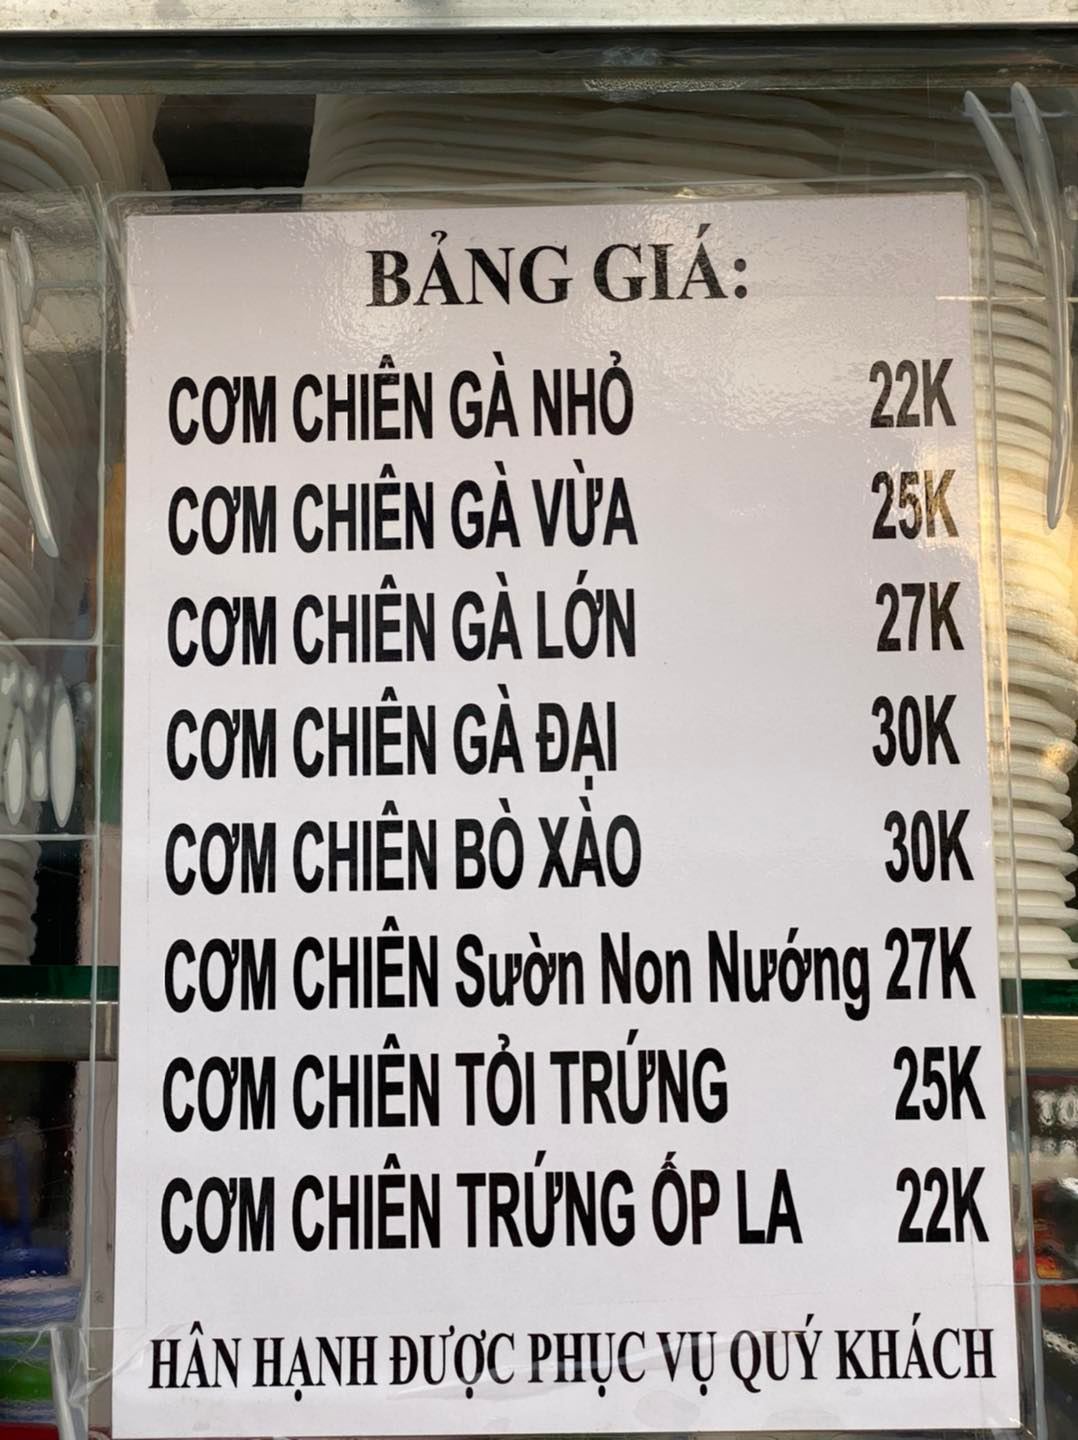 BẢNG GIÁ:
CƠM CHIÊN GÀ NHỎ 22K
CƠM CHIÊN GÀ VỪA 25K
CƠM CHIÊN GÀ LỚN 27K
CƠM CHIÊN GÀ ĐẠI 30K
CƠM CHIÊN BÒ XÀO 30K
CƠM CHIÊN Sườn Non Nướng 27K
CƠM CHIÊN TỎI TRỨNG 25K
CƠM CHIÊN TRỨNG ỐP LA 22K
HÂN HẠNH ĐƯỢC PHỤC VỤ QUÝ KHÁCH